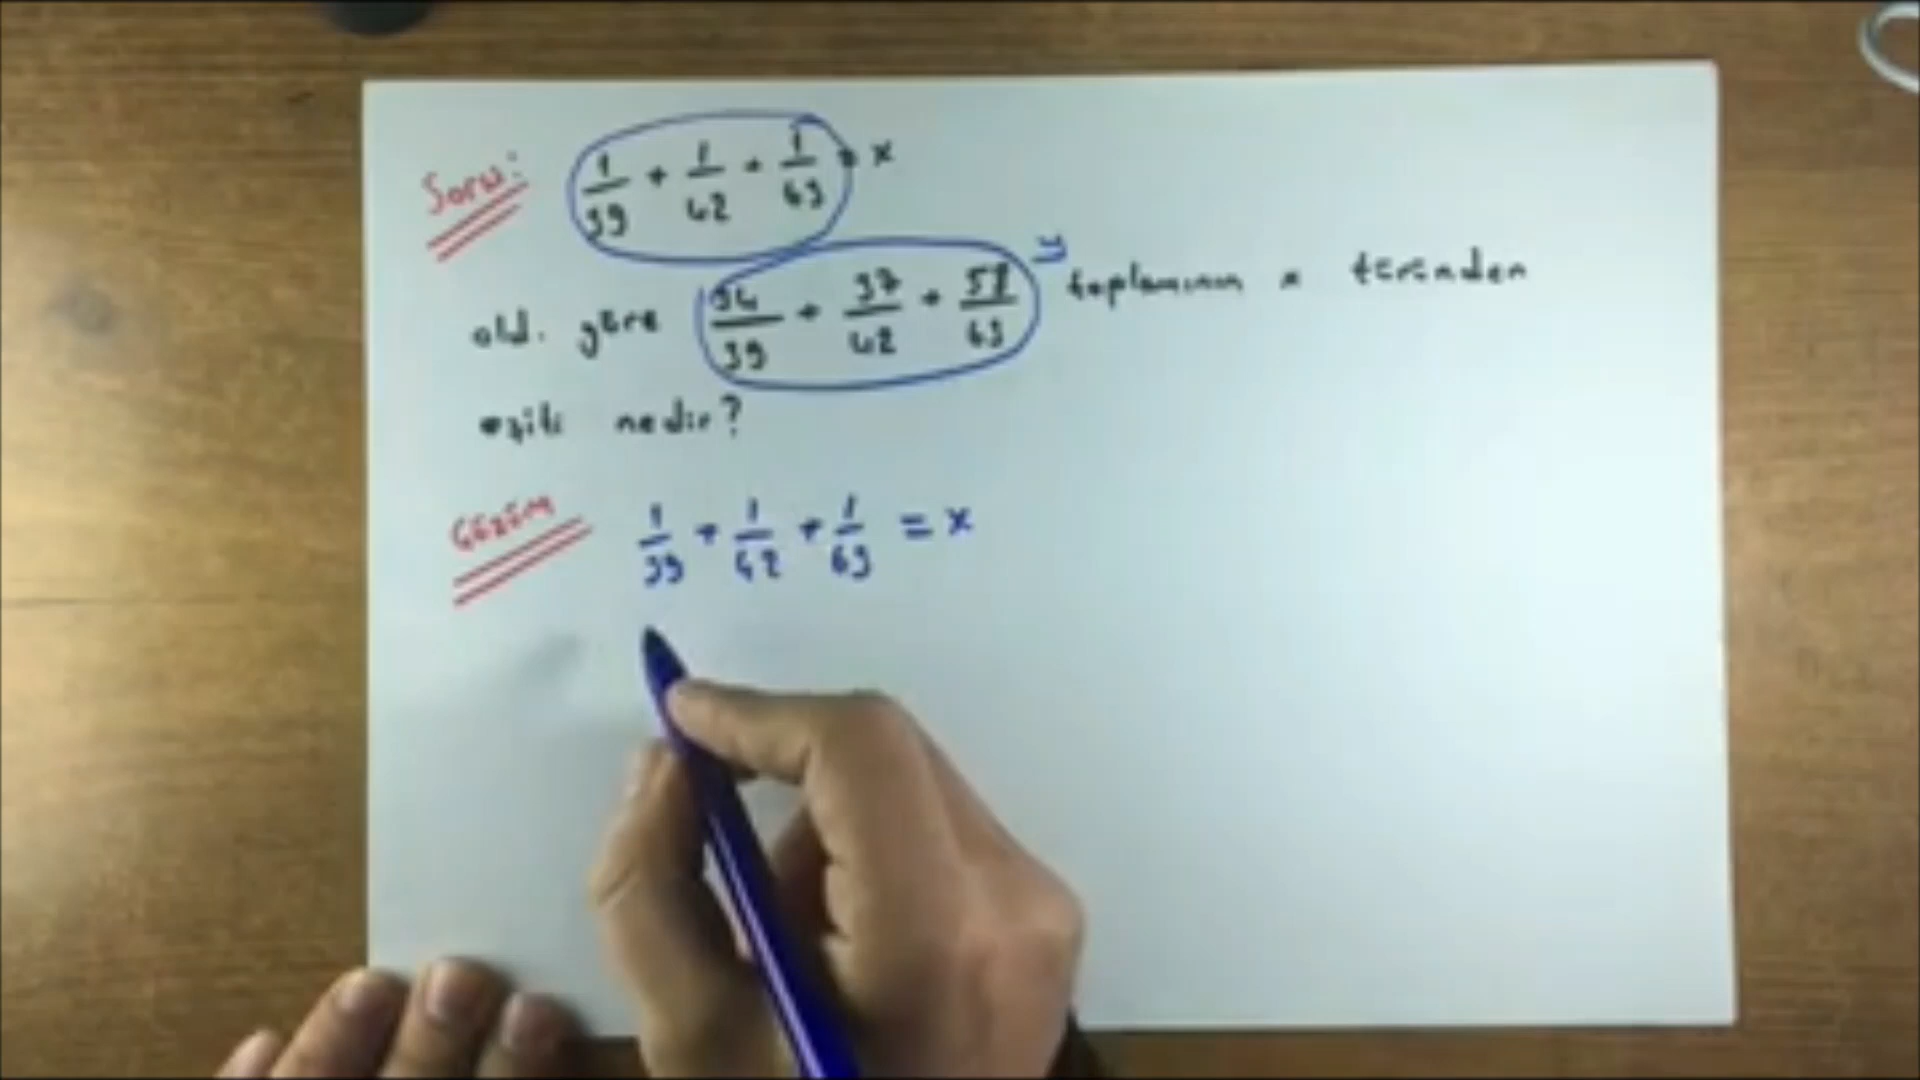 Soru: 1/39 + 1/42 + 1/63 = x
old. göre 34/39 + 37/42 + 58/63 y toplamının x türünden
eşiti nedir?
Çözüm 1/39 + 1/42 + 1/63 = x